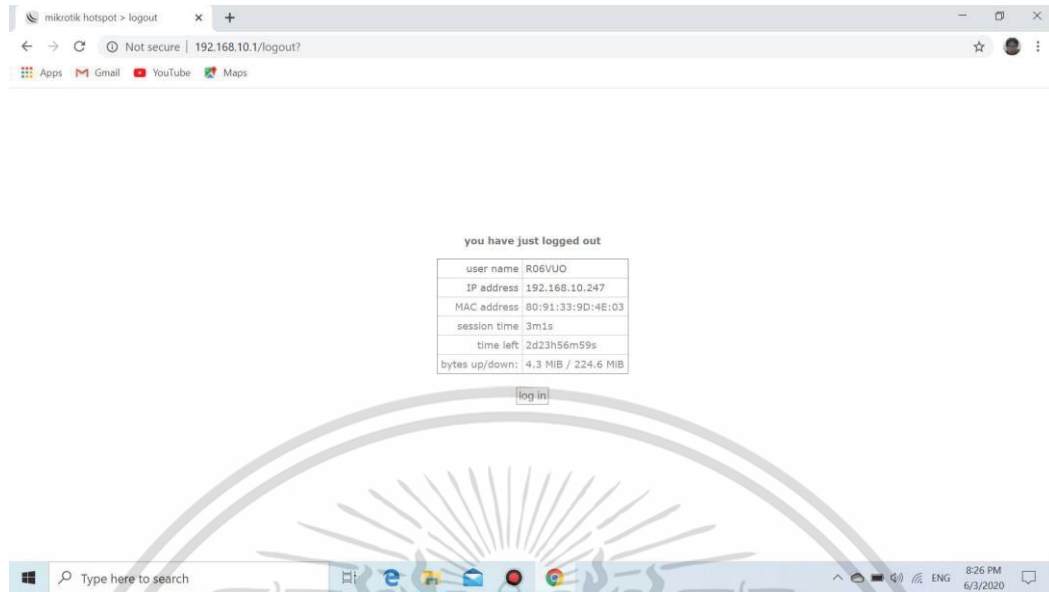 mikrotik hotspot > logout
Not secure | 192.168.10.1/logout?
Apps Gmail YouTube Maps
you have just logged out
user name R06VUO
IP address 192.168.10.247
MAC address 80:91:33:9D:4E:03
session time 3m1s
time left 2d23h56m59s
bytes up/down: 4.3 MiB / 224.6 MiB
log in
Type here to search
ENG
8:26 PM
6/3/2020